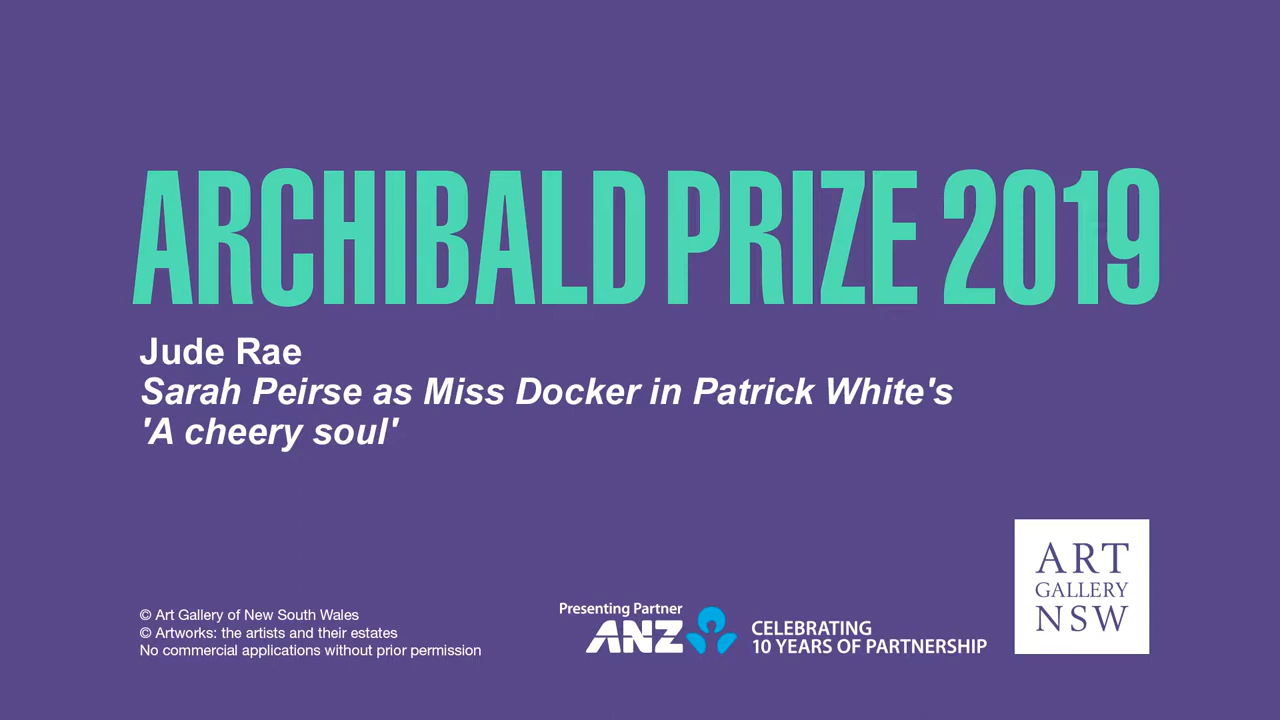 ARCHIBALD PRIZE 2019
Jude Rae
Sarah Peirse as Miss Docker in Patrick White's
'A cheery soul'
© Art Gallery of New South Wales
© Artworks: the artists and their estates
No commercial applications without prior permission
Presenting Partner
ANZ
CELEBRATING
10 YEARS OF PARTNERSHIP
ART
GALLERY
NSW